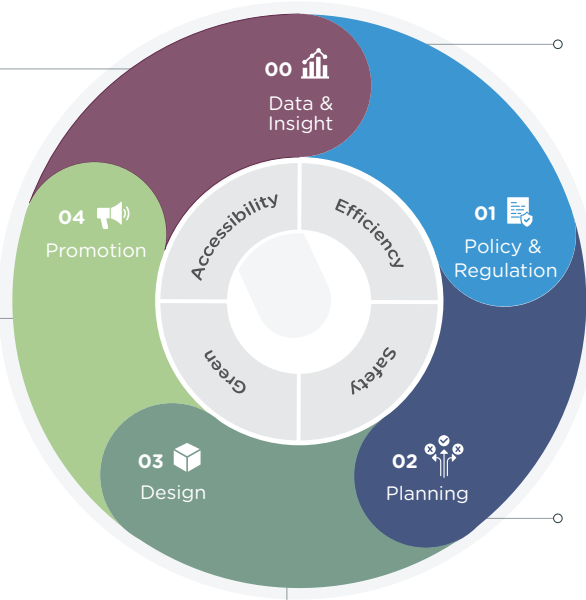 00
Data &
Insight
01
Policy &
Regulation
02
Planning
03
Design
04
Promotion
Accessibility
Efficiency
Safety
Green